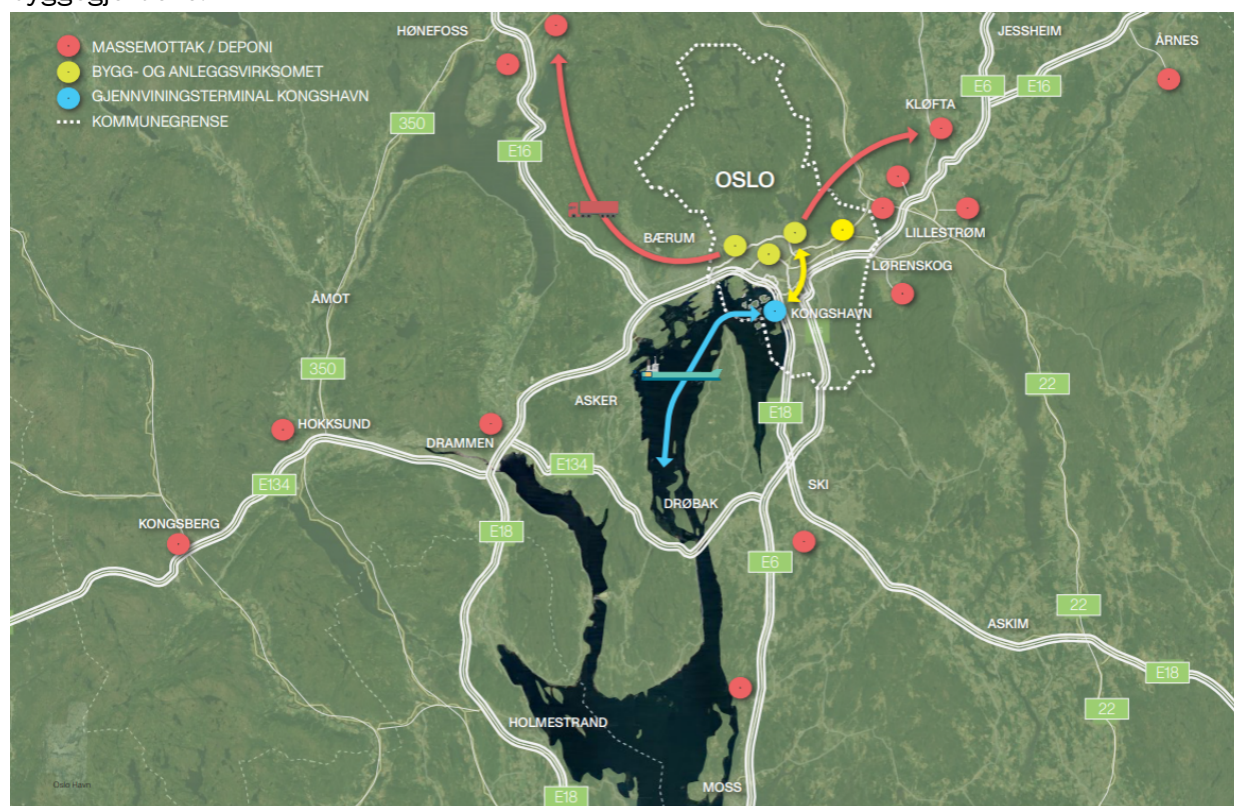 MASSEMOTTAK / DEPONI
BYGG- OG ANLEGGSVIRKSOMET
GJENNVININGSTERMINAL KONGSHAVN
KOMMUNEGRENSE
HØNEFOSS
JESSHEIM
ÅRNES
E6
E16
KLØFTA
350
E16
OSLO
BÆRUM
LILLESTRØM
LØRENSKOG
ÅMOT
KONGSHAVN
350
22
ASKER
E18
HOKKSUND
DRAMMEN
E134
E134
SKI
DRØBAK
KONGSBERG
E18
E6
22
ASKIM
E18
22
HOLMESTRAND
Oslo Havn
MOSS
E18